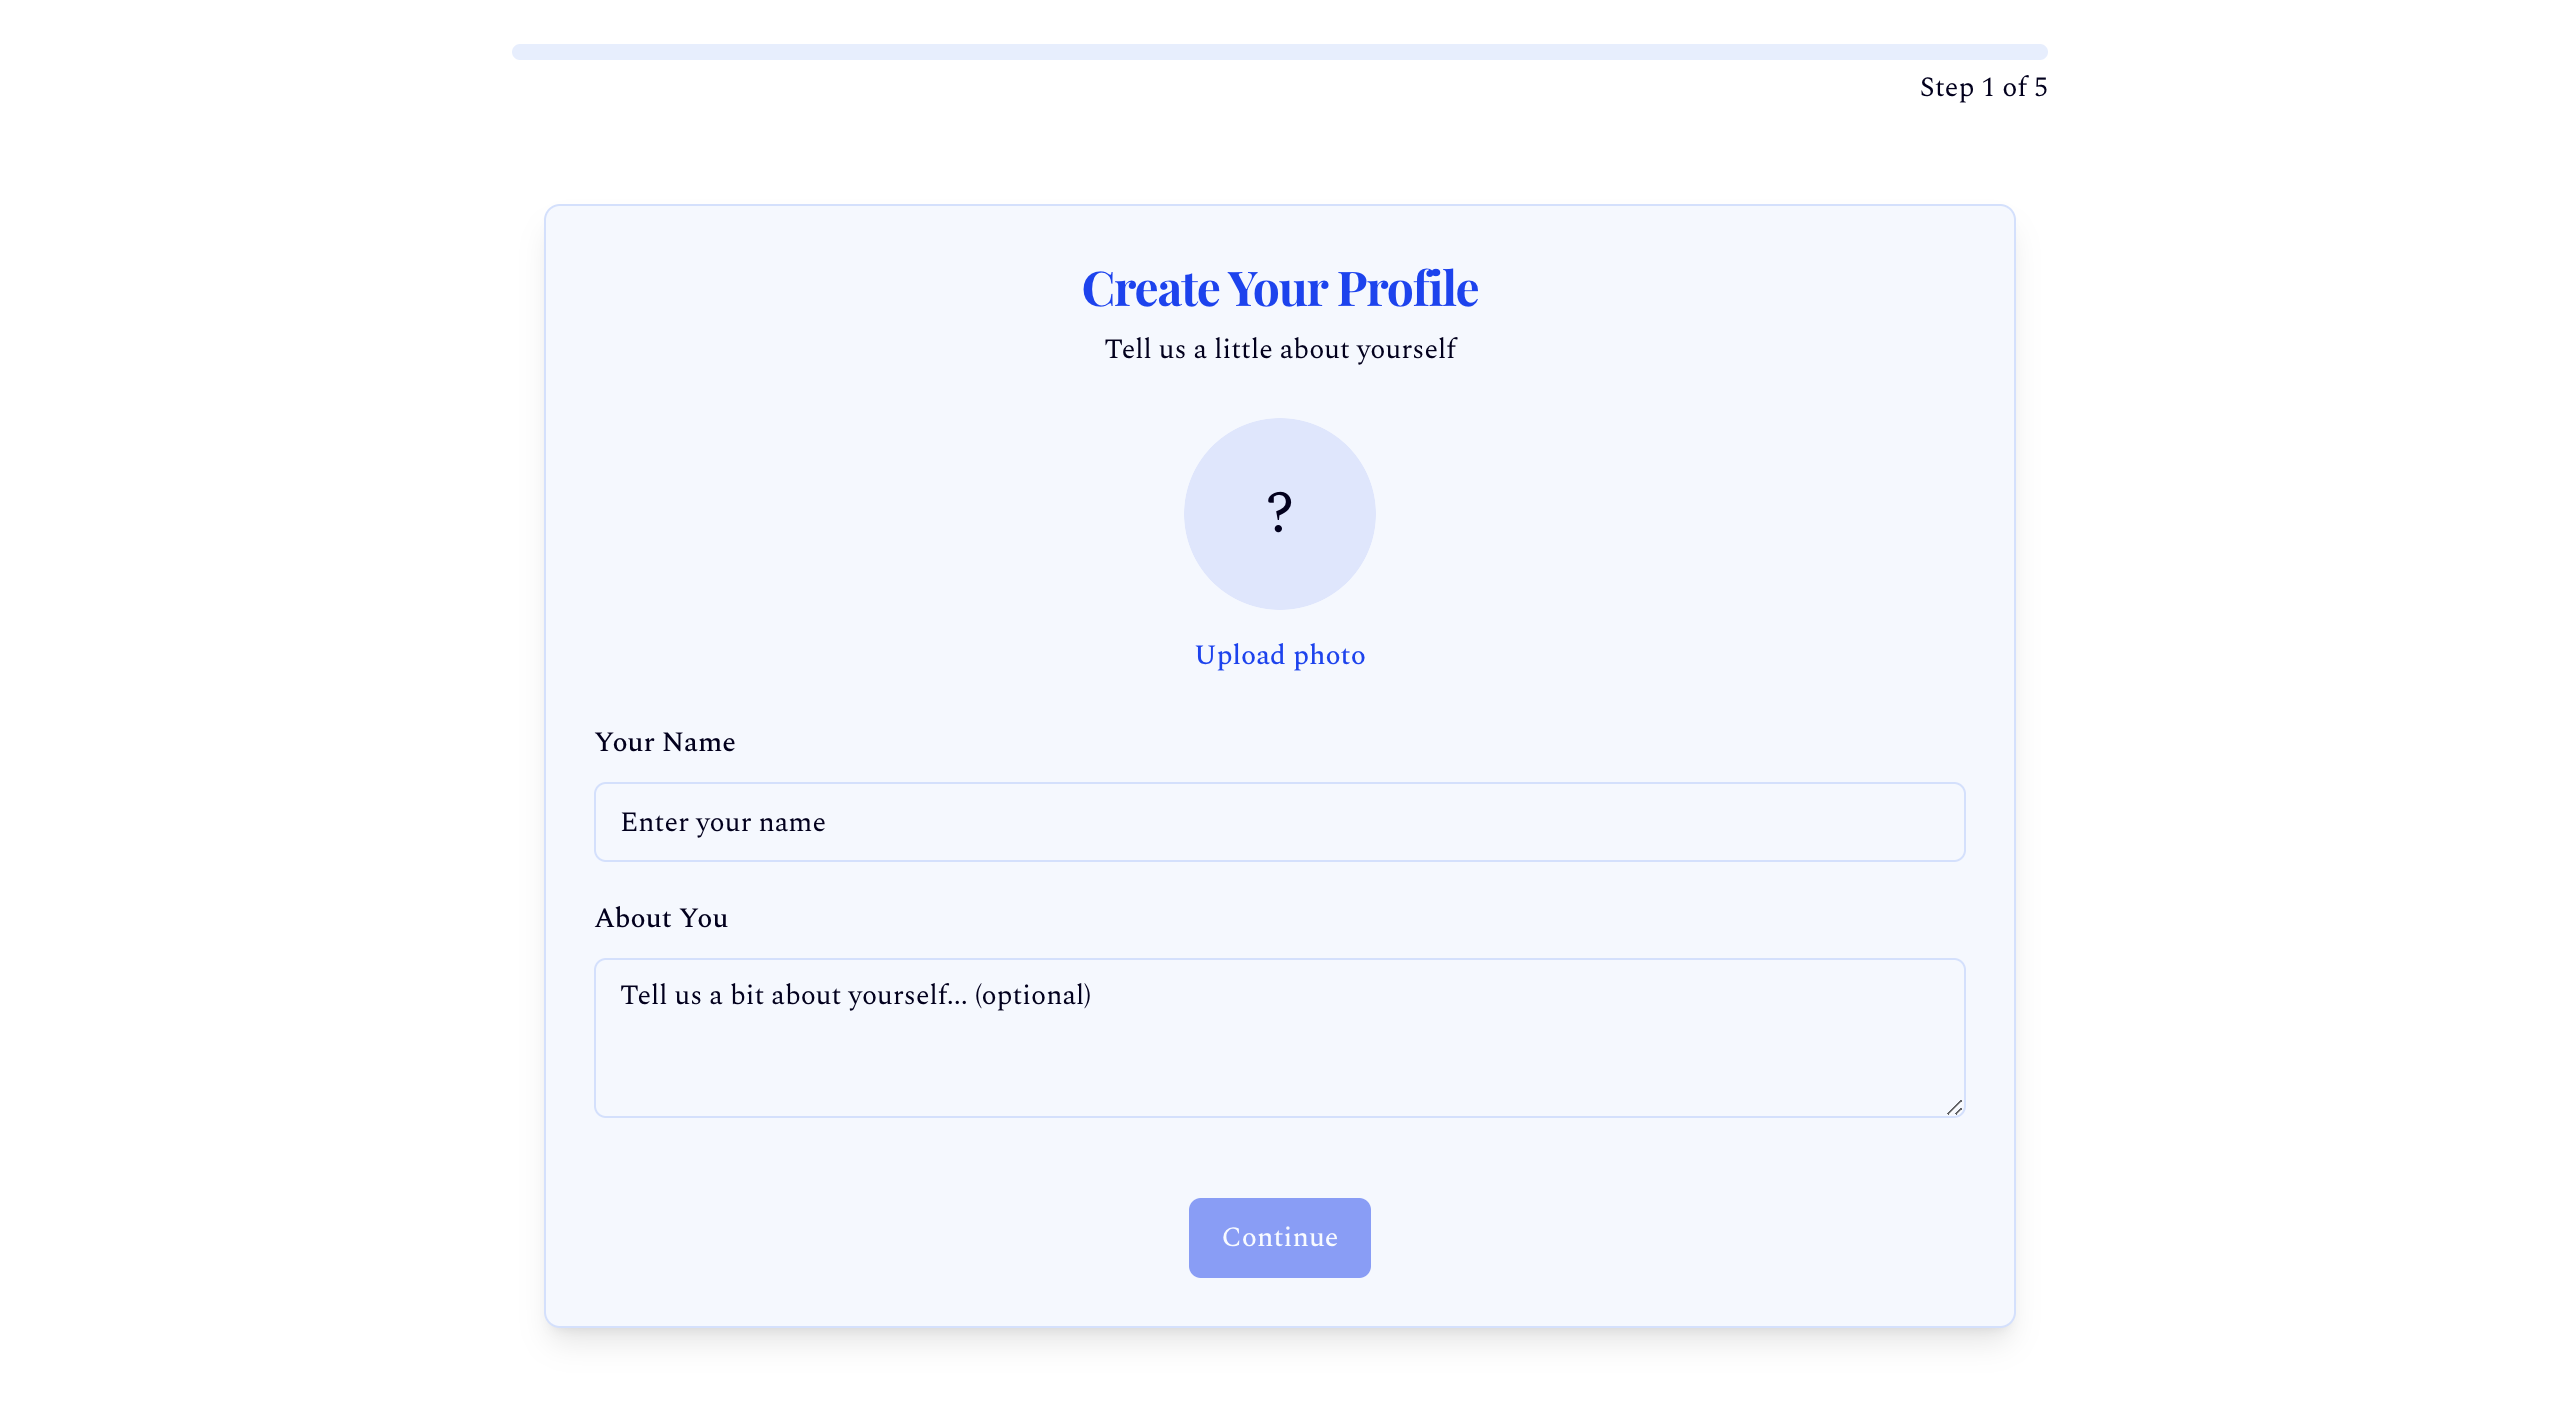 Step 1 of 5
Create Your Profile
Tell us a little about yourself
?
Upload photo
Your Name
Enter your name
About You
Tell us a bit about yourself... (optional)
Continue